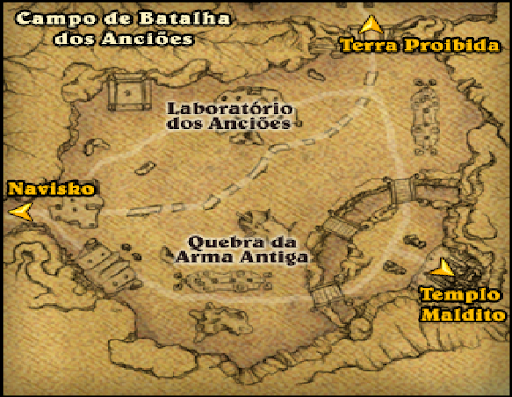 Campo de Batalha
dos Anciões
Terra Proibida
Laboratório
dos Anciões
Navisko
Quebra da
Arma Antiga
Templo
Maldito